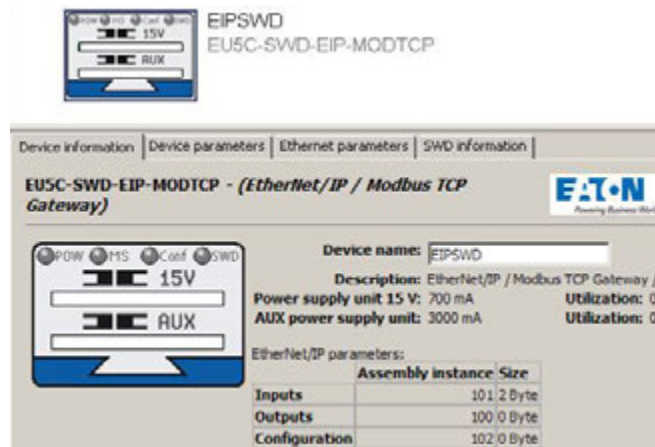 POW MS Conf SWD
15V
AUX
EIPSWD
EU5C-SWD-EIP-MODTCP
Device information Device parameters Ethernet parameters SWD information
EU5C-SWD-EIP-MODTCP - (EtherNet/IP / Modbus TCP
Gateway)
EATON
Powering Business
POW MS Conf SWD
15V
AUX
Device name: EIPSWD
Description: EtherNet/IP / Modbus TCP Gateway /
Power supply unit 15 V: 700 mA Utilization: 0
AUX power supply unit: 3000 mA Utilization: 0
EtherNet/IP parameters:
Assembly instance Size
Inputs 101 2 Byte
Outputs 100 0 Byte
Configuration 102 0 Byte